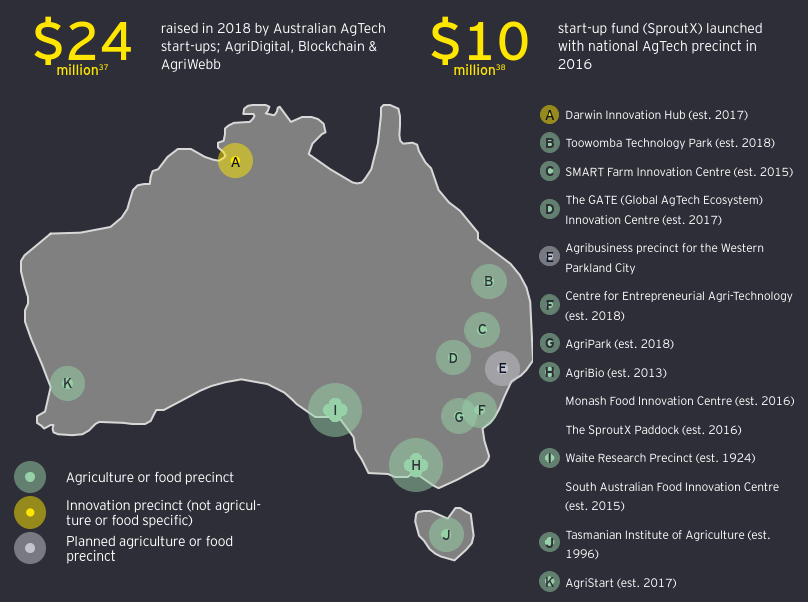 $24
million37
raised in 2018 by Australian AgTech
start-ups; AgriDigital, Blockchain &
AgriWebb
$10
million38
start-up fund (SproutX) launched
with national AgTech precinct in
2016
A
B
C
D
E
K
I
G
F
H
J
A Darwin Innovation Hub (est. 2017)
B Toowomba Technology Park (est. 2018)
C SMART Farm Innovation Centre (est. 2015)
D The GATE (Global AgTech Ecosystem)
Innovation Centre (est. 2017)
E Agribusiness precinct for the Western
Parkland City
F Centre for Entrepreneurial Agri-Technology
(est. 2018)
G AgriPark (est. 2018)
H AgriBio (est. 2013)
Monash Food Innovation Centre (est. 2016)
The SproutX Paddock (est. 2016)
I Waite Research Precinct (est. 1924)
South Australian Food Innovation Centre
(est. 2015)
J Tasmanian Institute of Agriculture (est.
1996)
K AgriStart (est. 2017)
Agriculture or food precinct
Innovation precinct (not agricul-
ture or food specific)
Planned agriculture or food
precinct